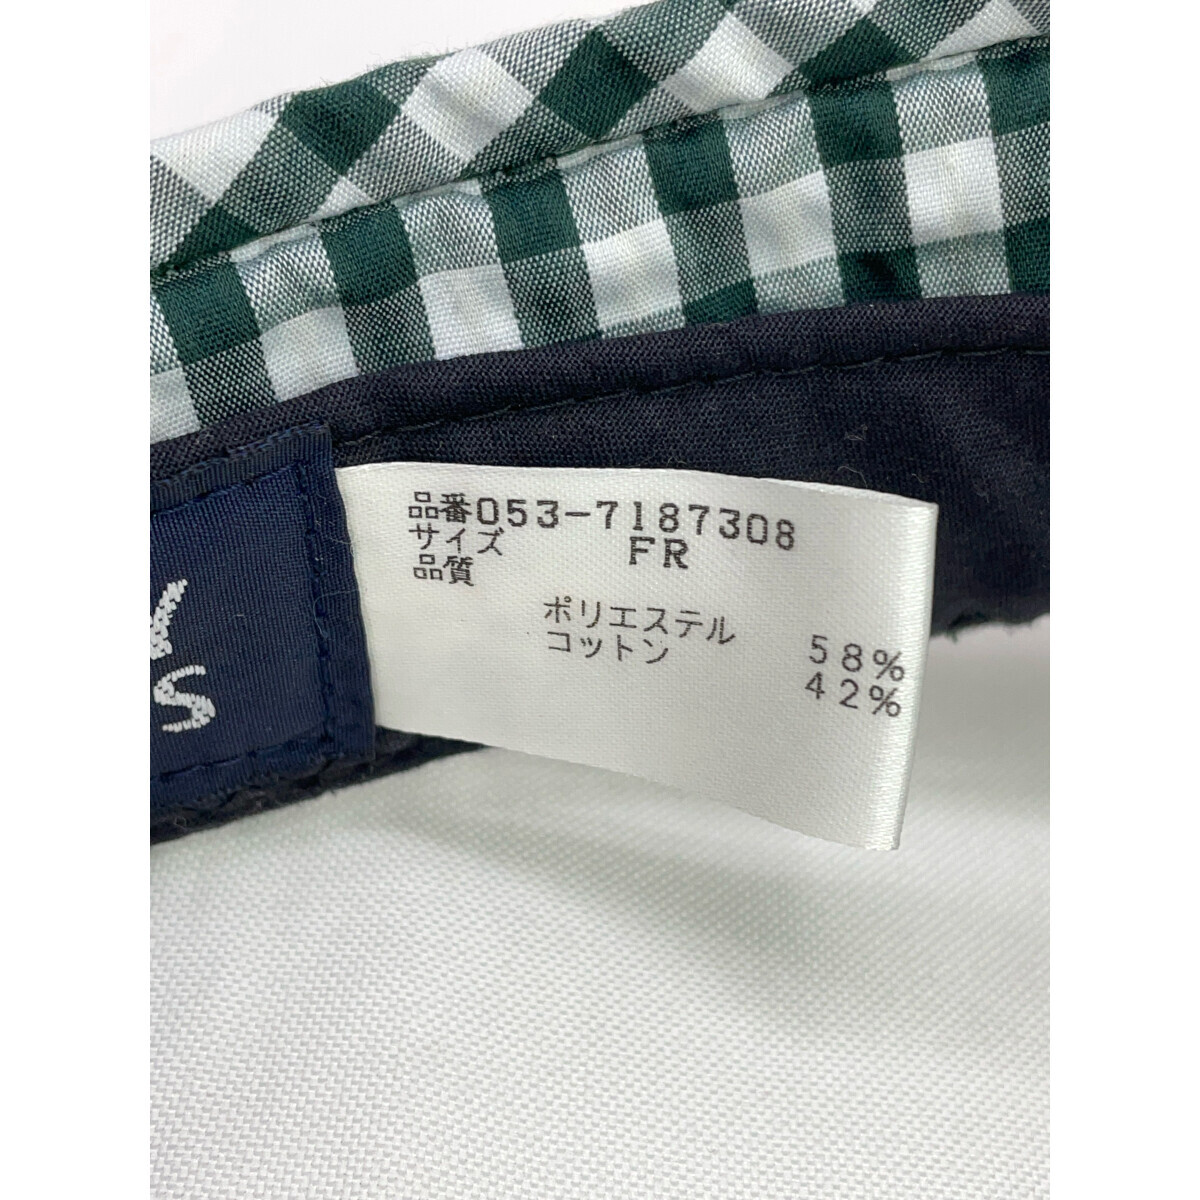 品番053-7187308
サイズ FR
品質
ポリエステル 58%
コットン 42%